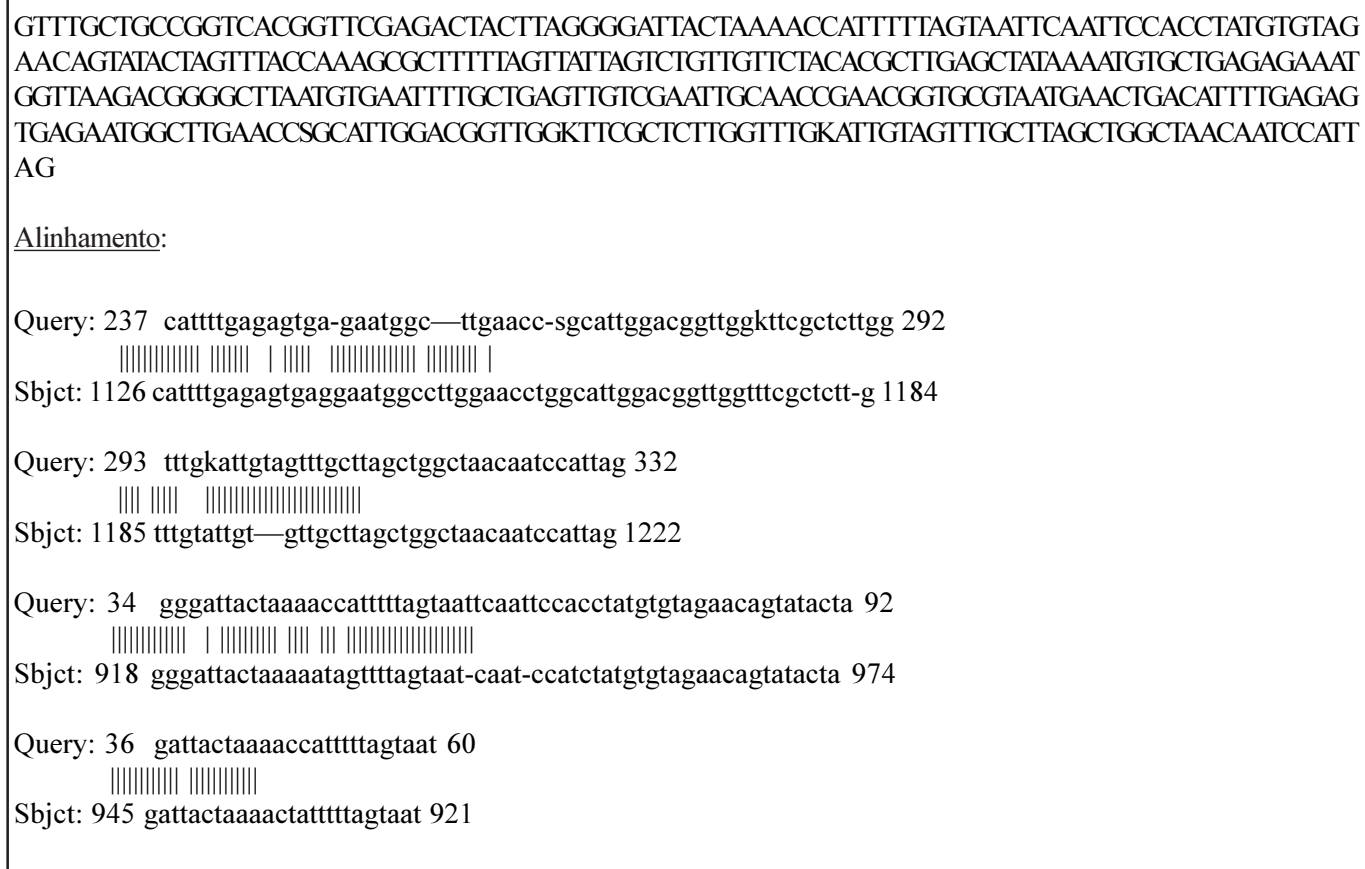 GTTTGCTGCCGGTCACGGTTCGAGACTACTTAGGGGATTACTAAAACCATTTTTAGTAATTCAATTCCACCTATGTGTAG
AACAGTATACTAGTTTACCAAAGCGCTTTTTAGTTATTAGTCTGTTGTTCTACACGCTTGAGCTATAAAATGTGCTGAGAGAAAT
GGTTAAGACGGGGCTTAATGTGAATTTTGCTGAGTTGTCGAATTGCAACCGAACGGTGCGTAATGAACTGACATTTTGAGAG
TGAGAATGGCTTGAACCSGCATTGGACGGTTGGKTTCGCTCTTGGTTTGKATTGTAGTTTGCTTAGCTGGCTAACAATCCATT
AG
Alinhamento:
Query: 237 cattttgagagtga-gaatggc—ttgaacc-sgcattggacggttggkttcgctcttgg 292
|||||||||||||| ||||||| | ||||| ||||||||||||||| ||||||||| |
Sbjct: 1126 cattttgagagtgaggaatggccttggaacctggcattggacggttggtttcgctctt-g 1184
Query: 293 tttgkattgtagtttgcttagctggctaacaatccattag 332
|||| ||||| |||||||||||||||||||||||||||
Sbjct: 1185 tttgtattgt—gttgcttagctggctaacaatccattag 1222
Query: 34 gggattactaaaaccatttttagtaattcaattccacctatgtgtagaacagtatacta 92
||||||||||||| | |||||||||| |||| ||| ||||||||||||||||||||||
Sbjct: 918 gggattactaaaaatagttttagtaat-caat-ccatctatgtgtagaacagtatacta 974
Query: 36 gattactaaaaccatttttagtaat 60
|||||||||||| ||||||||||||
Sbjct: 945 gattactaaaactatttttagtaat 921